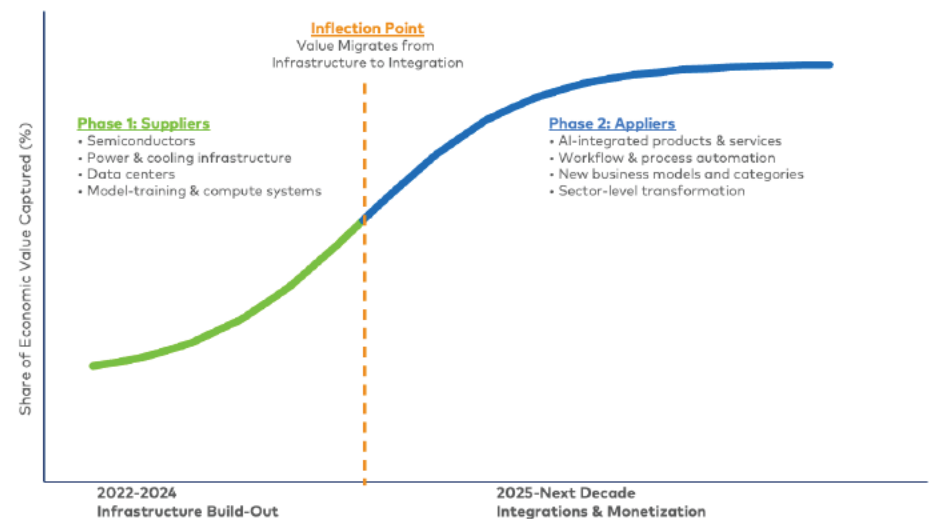 Inflection Point
Value Migrates from
Infrastructure to Integration
Phase 1: Suppliers
• Semiconductors
• Power & cooling infrastructure
• Data centers
• Model-training & compute systems
Phase 2: Appliers
• AI-integrated products & services
• Workflow & process automation
• New business models and categories
• Sector-level transformation
Share of Economic Value Captured (%)
2022-2024
Infrastructure Build-Out
2025-Next Decade
Integrations & Monetization